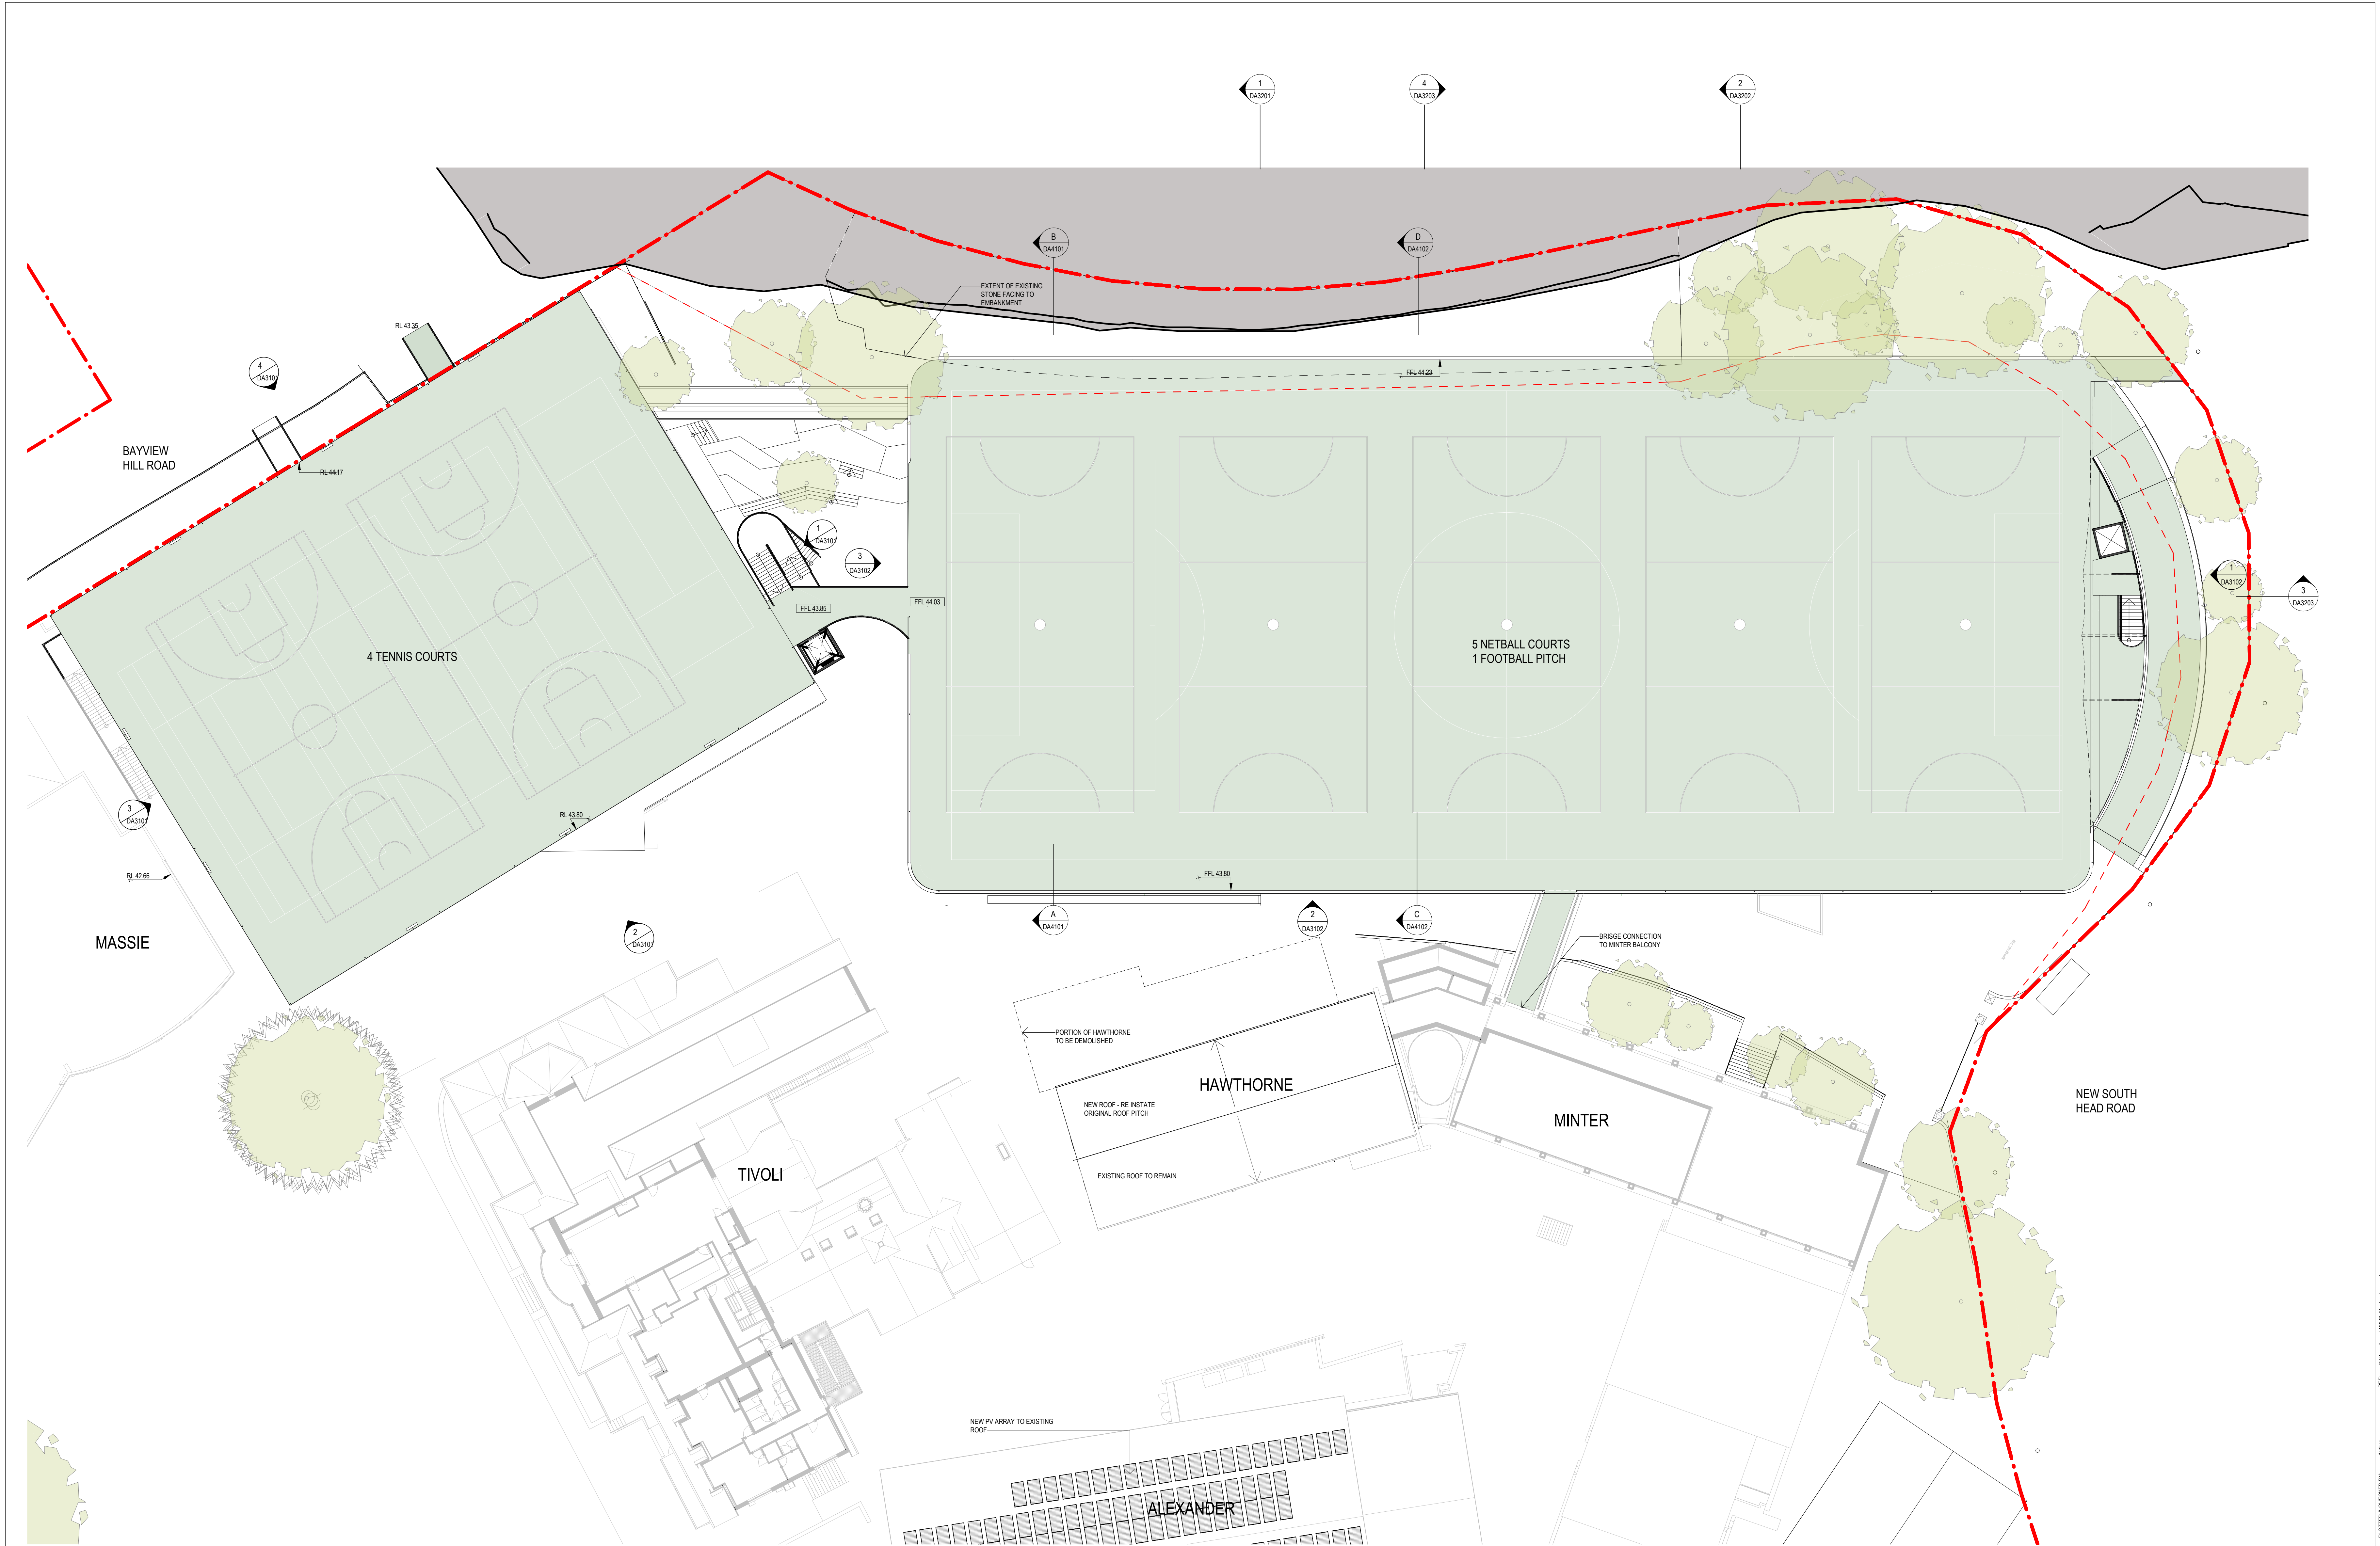 1
DA3201
4
DA3203
2
DA3202
B
DA4101
D
DA4102
EXTENT OF EXISTING
STONE FACING TO
EMBANKMENT
RL 43.35
4
DA3101
FFL 44.23
BAYVIEW
HILL ROAD
RL 44.17
1
DA3101
3
DA3102
1
DA3102
3
DA3203
FFL 43.85
FFL 44.03
4 TENNIS COURTS
5 NETBALL COURTS
1 FOOTBALL PITCH
3
DA3101
RL 43.80
RL 42.66
FFL 43.80
A
DA4101
2
DA3102
C
DA4102
MASSIE
2
DA3101
BRISGE CONNECTION
TO MINTER BALCONY
PORTION OF HAWTHORNE
TO BE DEMOLISHED
HAWTHORNE
NEW ROOF - RE INSTATE
ORIGINAL ROOF PITCH
MINTER
NEW SOUTH
HEAD ROAD
TIVOLI
EXISTING ROOF TO REMAIN
NEW PV ARRAY TO EXISTING
ROOF
ALEXANDER